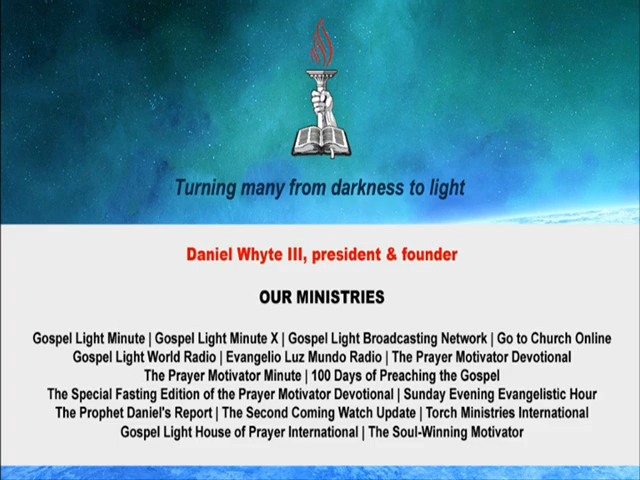 Turning many from darkness to light
Daniel Whyte III, president & founder
OUR MINISTRIES
Gospel Light Minute | Gospel Light Minute X | Gospel Light Broadcasting Network | Go to Church Online
Gospel Light World Radio | Evangelio Luz Mundo Radio | The Prayer Motivator Devotional
The Prayer Motivator Minute | 100 Days of Preaching the Gospel
The Special Fasting Edition of the Prayer Motivator Devotional | Sunday Evening Evangelistic Hour
The Prophet Daniel's Report | The Second Coming Watch Update | Torch Ministries International
Gospel Light House of Prayer International | The Soul-Winning Motivator